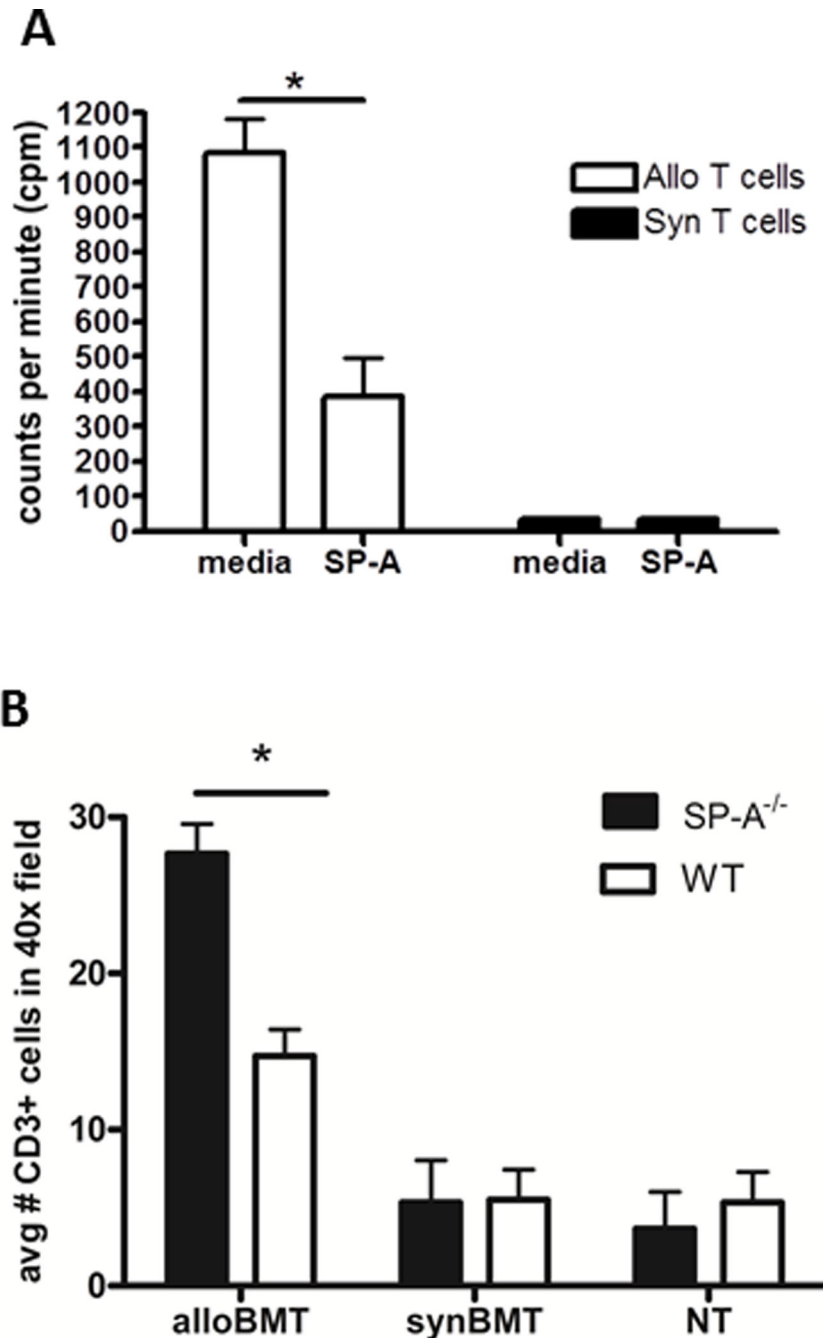 A
*
counts per minute (cpm)
1200
1100
1000
900
800
700
600
500
400
300
200
100
0
Allo T cells
Syn T cells
media SP-A media SP-A
B
*
avg # CD3+ cells in 40x field
30
20
10
0
SP-A-/-
WT
alloBMT synBMT NT